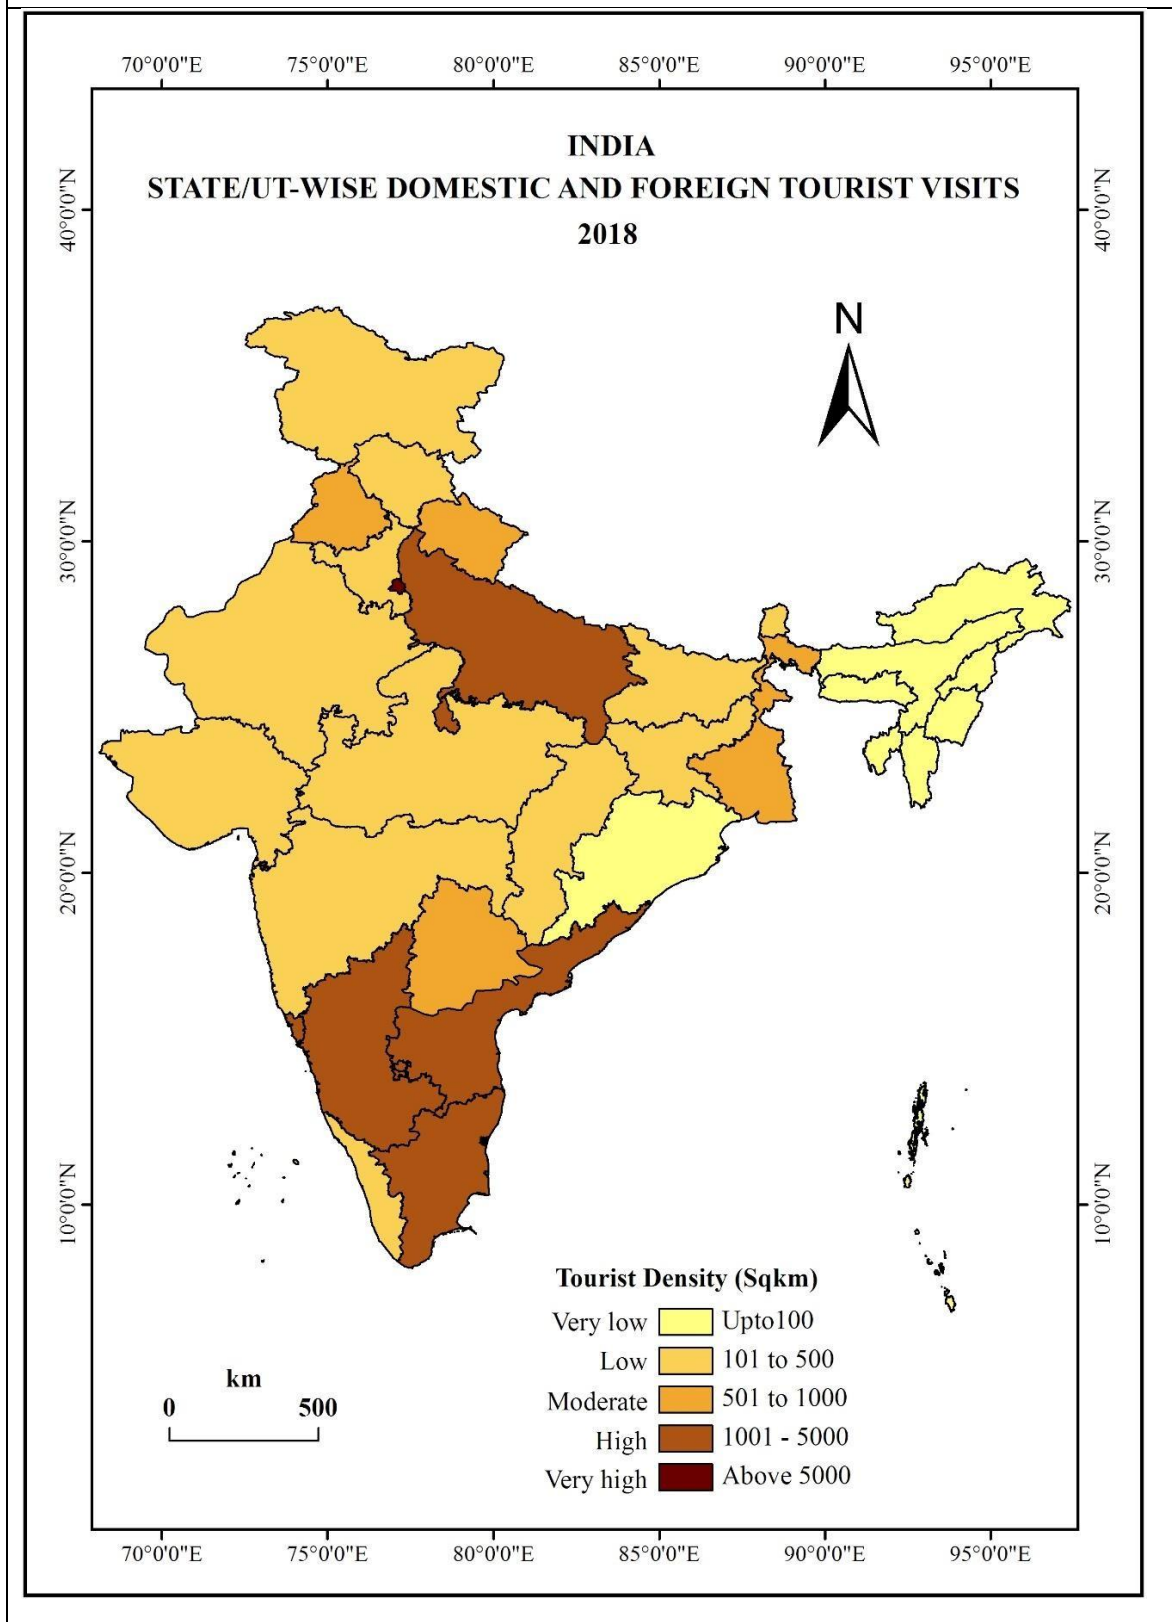 70°0'0"E 75°0'0"E 80°0'0"E 85°0'0"E 90°0'0"E 95°0'0"E
INDIA
STATE/UT-WISE DOMESTIC AND FOREIGN TOURIST VISITS
2018
40°0'0"N 40°0'0"N
N
30°0'0"N 30°0'0"N
20°0'0"N 20°0'0"N
10°0'0"N 10°0'0"N
Tourist Density (Sqkm)
Very low Upto100
Low 101 to 500
Moderate 501 to 1000
High 1001 - 5000
Very high Above 5000
km
0 500
70°0'0"E 75°0'0"E 80°0'0"E 85°0'0"E 90°0'0"E 95°0'0"E